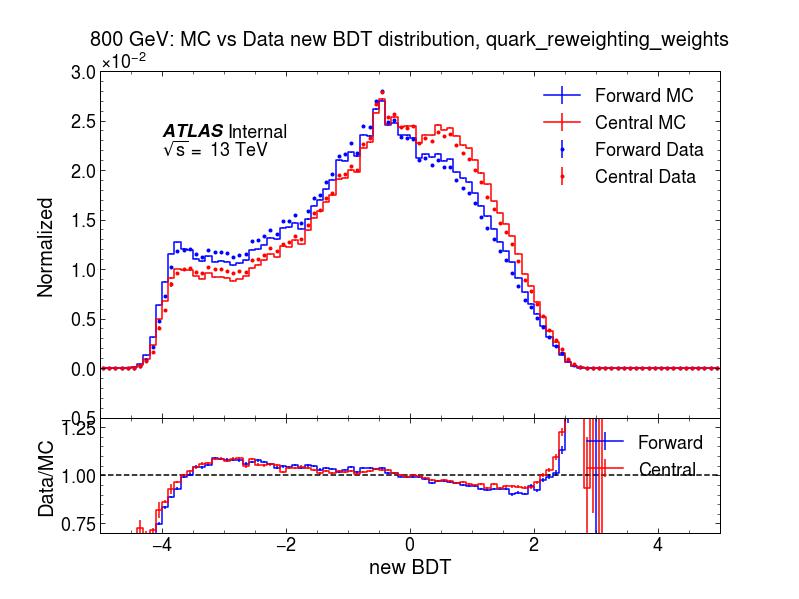 800 GeV: MC vs Data new BDT distribution, quark_reweighting_weights
×10⁻²
3.0
2.5
2.0
1.5
1.0
0.5
0.0
−0.5
Normalized
ATLAS Internal
√s = 13 TeV
Forward MC
Central MC
Forward Data
Central Data
1.25
1.00
0.75
Data/MC
Forward
Central
−4 −2 0 2 4
new BDT